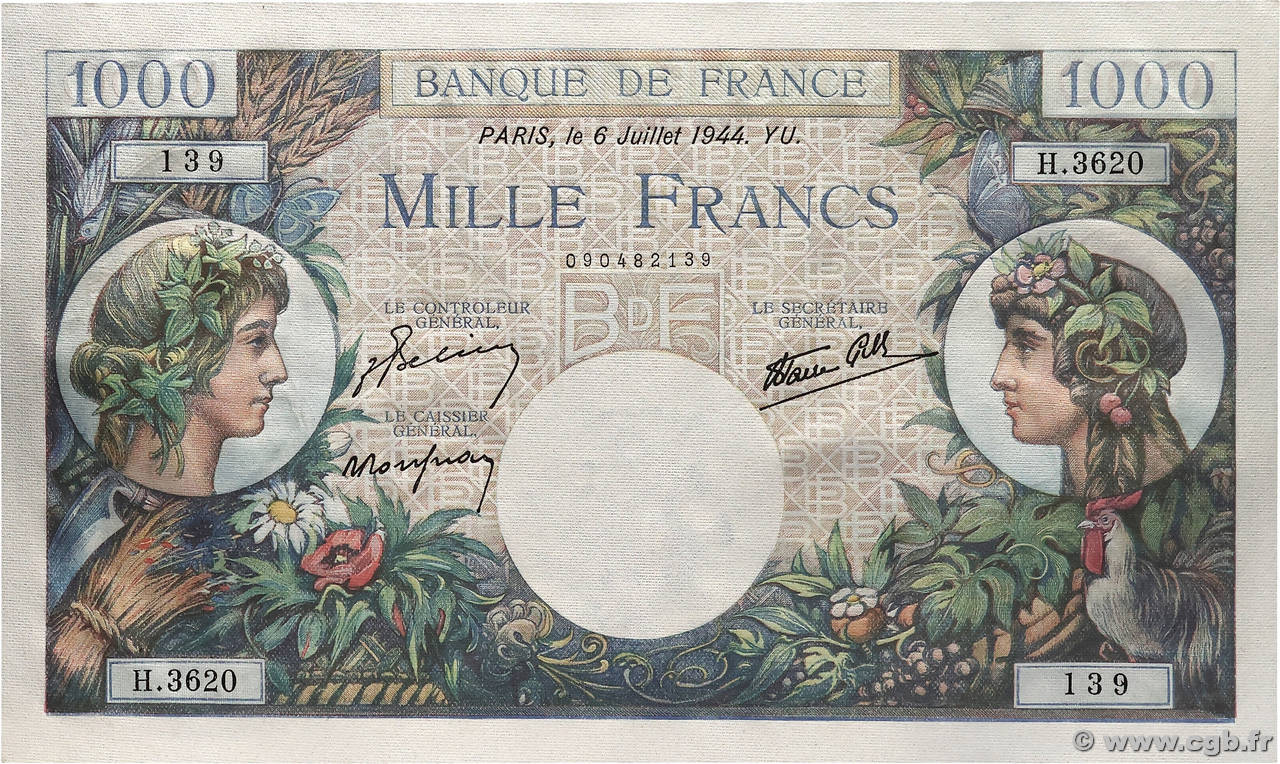 1000
BANQUE DE FRANCE
1000
PARIS, le 6 Juillet 1944. YU.
139
H.3620
MILLE FRANCS
090482139
LE CONTROLEUR
GÉNÉRAL,
LE SECRÉTAIRE
GÉNÉRAL,
BDF
LE CAISSIER
GÉNÉRAL,
H.3620
139
© www.cgb.fr